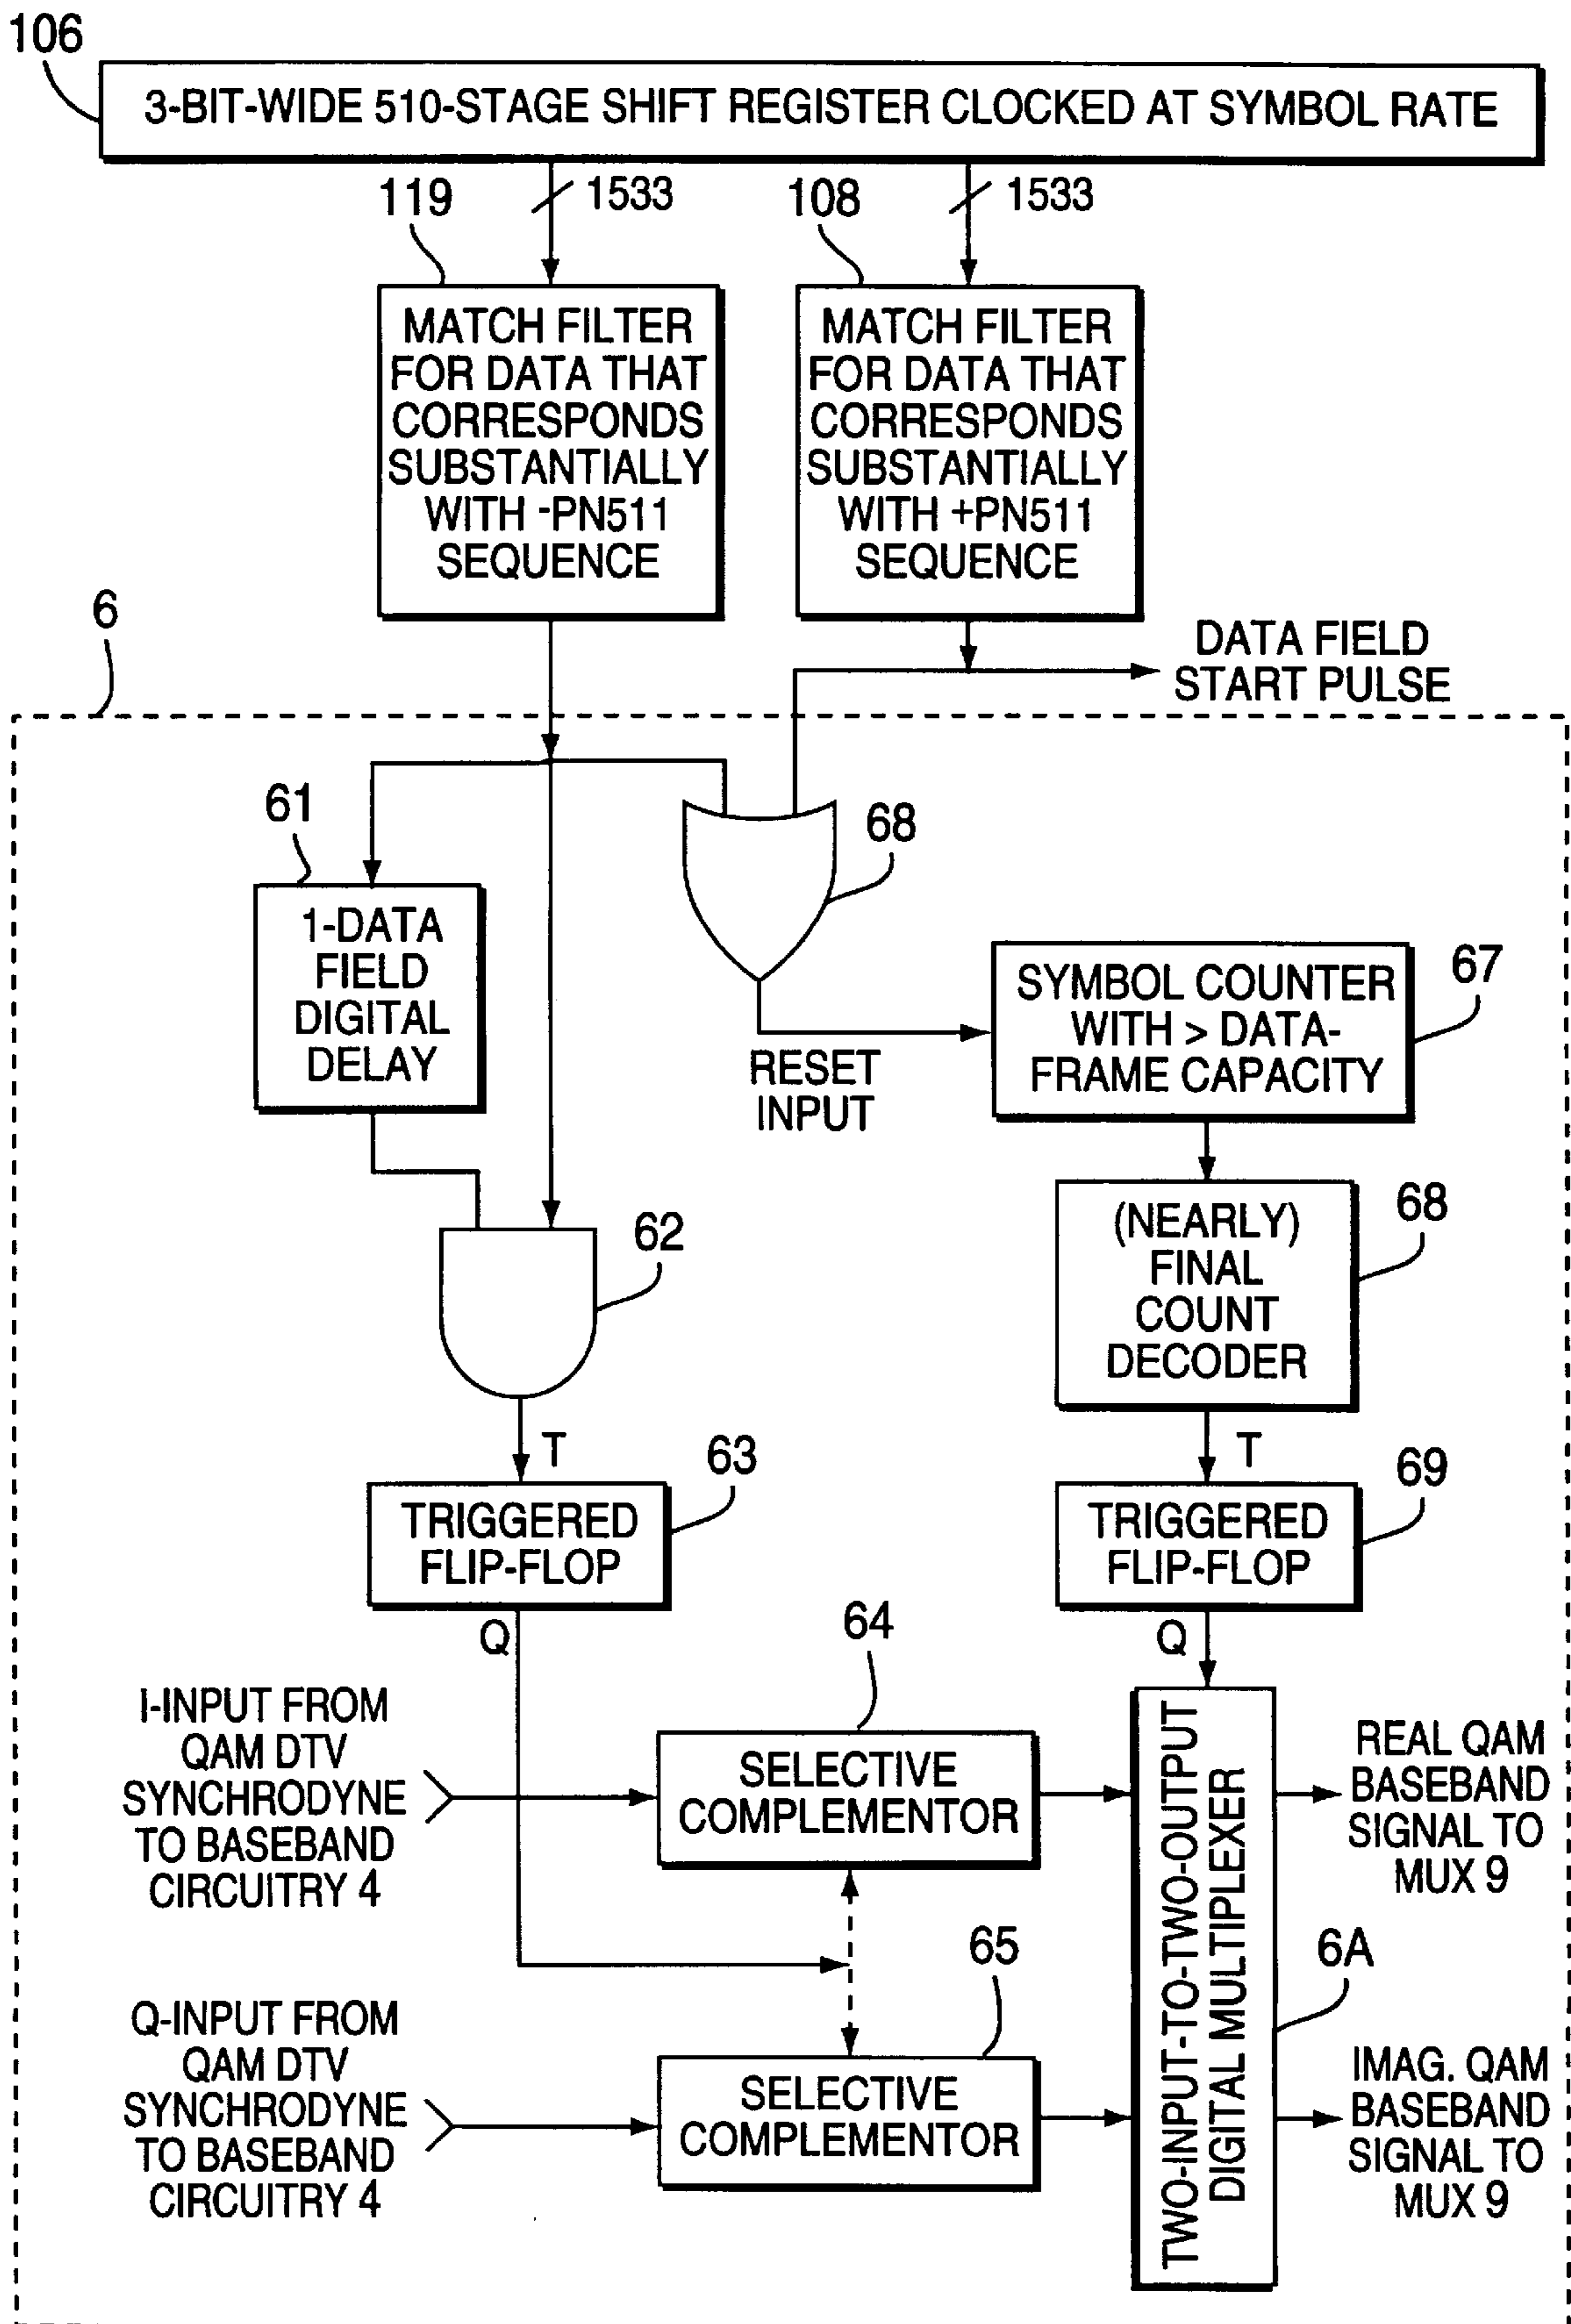 106
3-BIT-WIDE 510-STAGE SHIFT REGISTER CLOCKED AT SYMBOL RATE
119
1533
108
1533
MATCH FILTER
FOR DATA THAT
CORRESPONDS
SUBSTANTIALLY
WITH -PN511
SEQUENCE
MATCH FILTER
FOR DATA THAT
CORRESPONDS
SUBSTANTIALLY
WITH +PN511
SEQUENCE
6
DATA FIELD
START PULSE
61
68
1-DATA
FIELD
DIGITAL
DELAY
RESET
INPUT
SYMBOL COUNTER
WITH > DATA-
FRAME CAPACITY
67
62
(NEARLY)
FINAL
COUNT
DECODER
68
T
63
TRIGGERED
FLIP-FLOP
Q
T
69
TRIGGERED
FLIP-FLOP
Q
64
I-INPUT FROM
QAM DTV
SYNCHRODYNE
TO BASEBAND
CIRCUITRY 4
SELECTIVE
COMPLEMENTOR
TWO-INPUT-TO-TWO-OUTPUT
DIGITAL MULTIPLEXER
REAL QAM
BASEBAND
SIGNAL TO
MUX 9
65
6A
Q-INPUT FROM
QAM DTV
SYNCHRODYNE
TO BASEBAND
CIRCUITRY 4
SELECTIVE
COMPLEMENTOR
IMAG. QAM
BASEBAND
SIGNAL TO
MUX 9